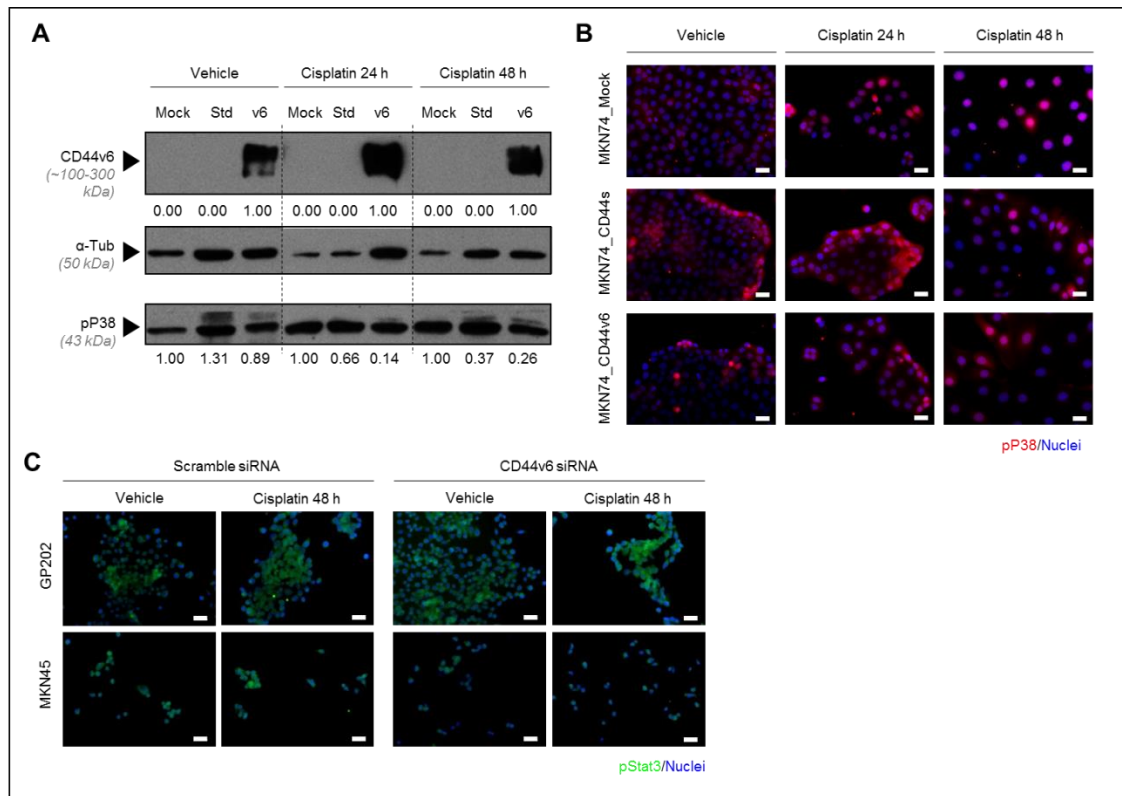 A
Vehicle Cisplatin 24 h Cisplatin 48 h
Mock Std v6 Mock Std v6 Mock Std v6
CD44v6
(~100-300
kDa)
0.00 0.00 1.00 0.00 0.00 1.00 0.00 0.00 1.00
α-Tub
(50 kDa)
pP38
(43 kDa)
1.00 1.31 0.89 1.00 0.66 0.14 1.00 0.37 0.26
B
Vehicle Cisplatin 24 h Cisplatin 48 h
MKN74_Mock
MKN74_CD44s
MKN74_CD44v6
pP38/Nuclei
C
Scramble siRNA CD44v6 siRNA
Vehicle Cisplatin 48 h Vehicle Cisplatin 48 h
GP202
MKN45
pStat3/Nuclei